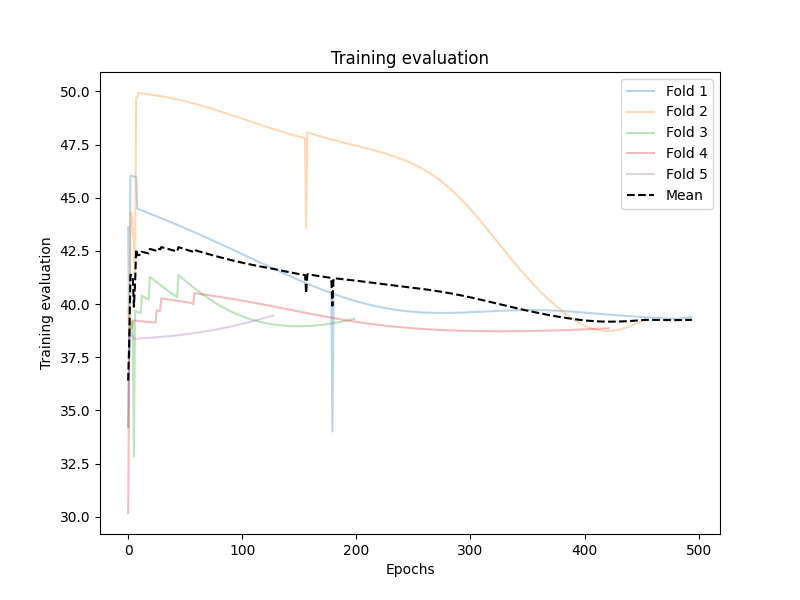 Training evaluation
Training evaluation
50.0
47.5
45.0
42.5
40.0
37.5
35.0
32.5
30.0
Fold 1
Fold 2
Fold 3
Fold 4
Fold 5
Mean
0
100
200
300
400
500
Epochs